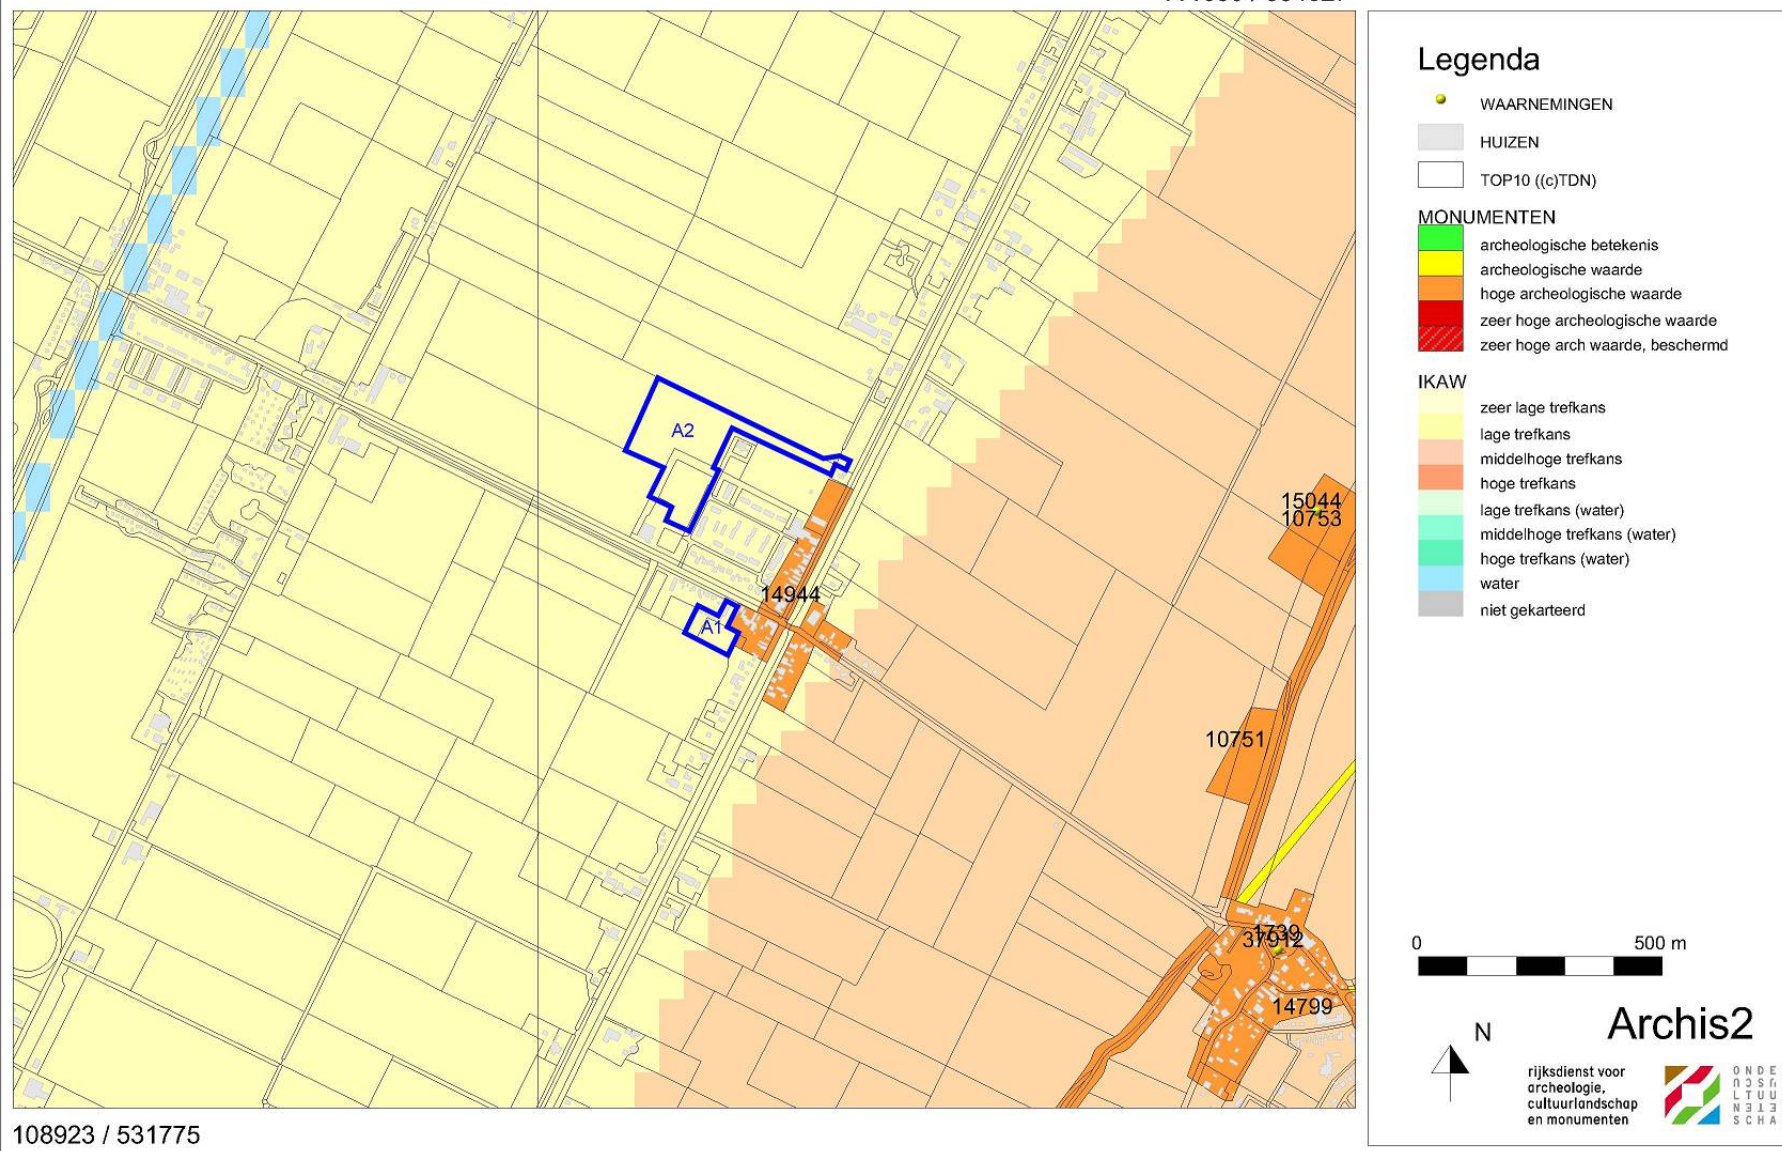 A2
A1
14944
15044
10753
10751
1739
37912
14799
108923 / 531775
Legenda
WAARNEMINGEN
HUIZEN
TOP10 ((c)TDN)
MONUMENTEN
archeologische betekenis
archeologische waarde
hoge archeologische waarde
zeer hoge archeologische waarde
zeer hoge arch waarde, beschermd
IKAW
zeer lage trefkans
lage trefkans
middelhoge trefkans
hoge trefkans
lage trefkans (water)
middelhoge trefkans (water)
hoge trefkans (water)
water
niet gekarteerd
0 500 m
N
Archis2
rijksdienst voor
archeologie,
cultuurlandschap
en monumenten